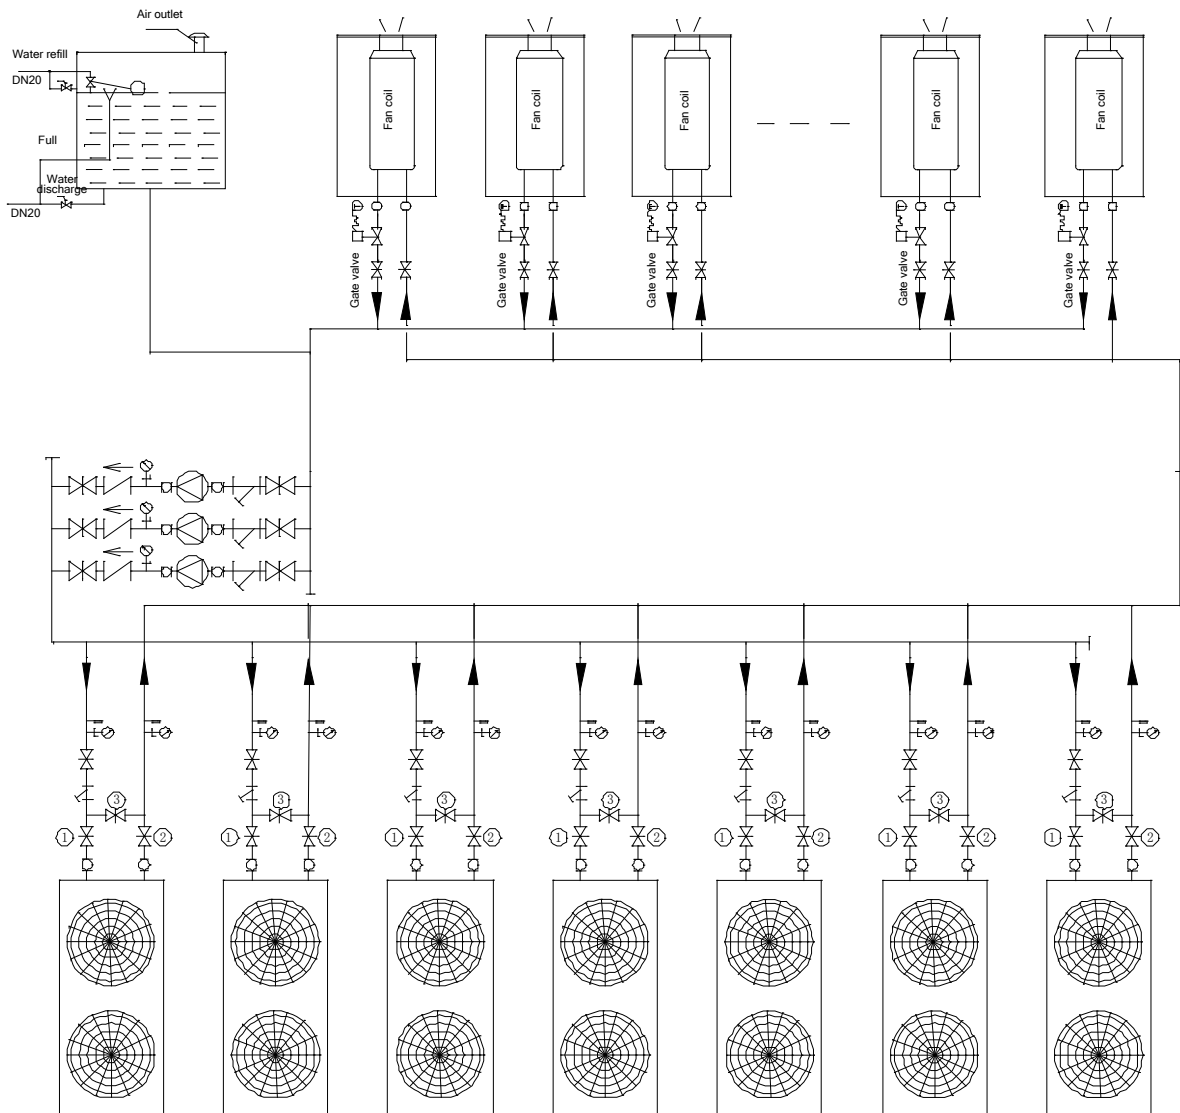 Air outlet
Water refill
DN20
Full
Water
discharge
DN20
Fan coil
Fan coil
Fan coil
Fan coil
Fan coil
Gate valve
Gate valve
Gate valve
Gate valve
Gate valve
3
3
3
3
3
3
3
1
2
1
2
1
2
1
2
1
2
1
2
1
2